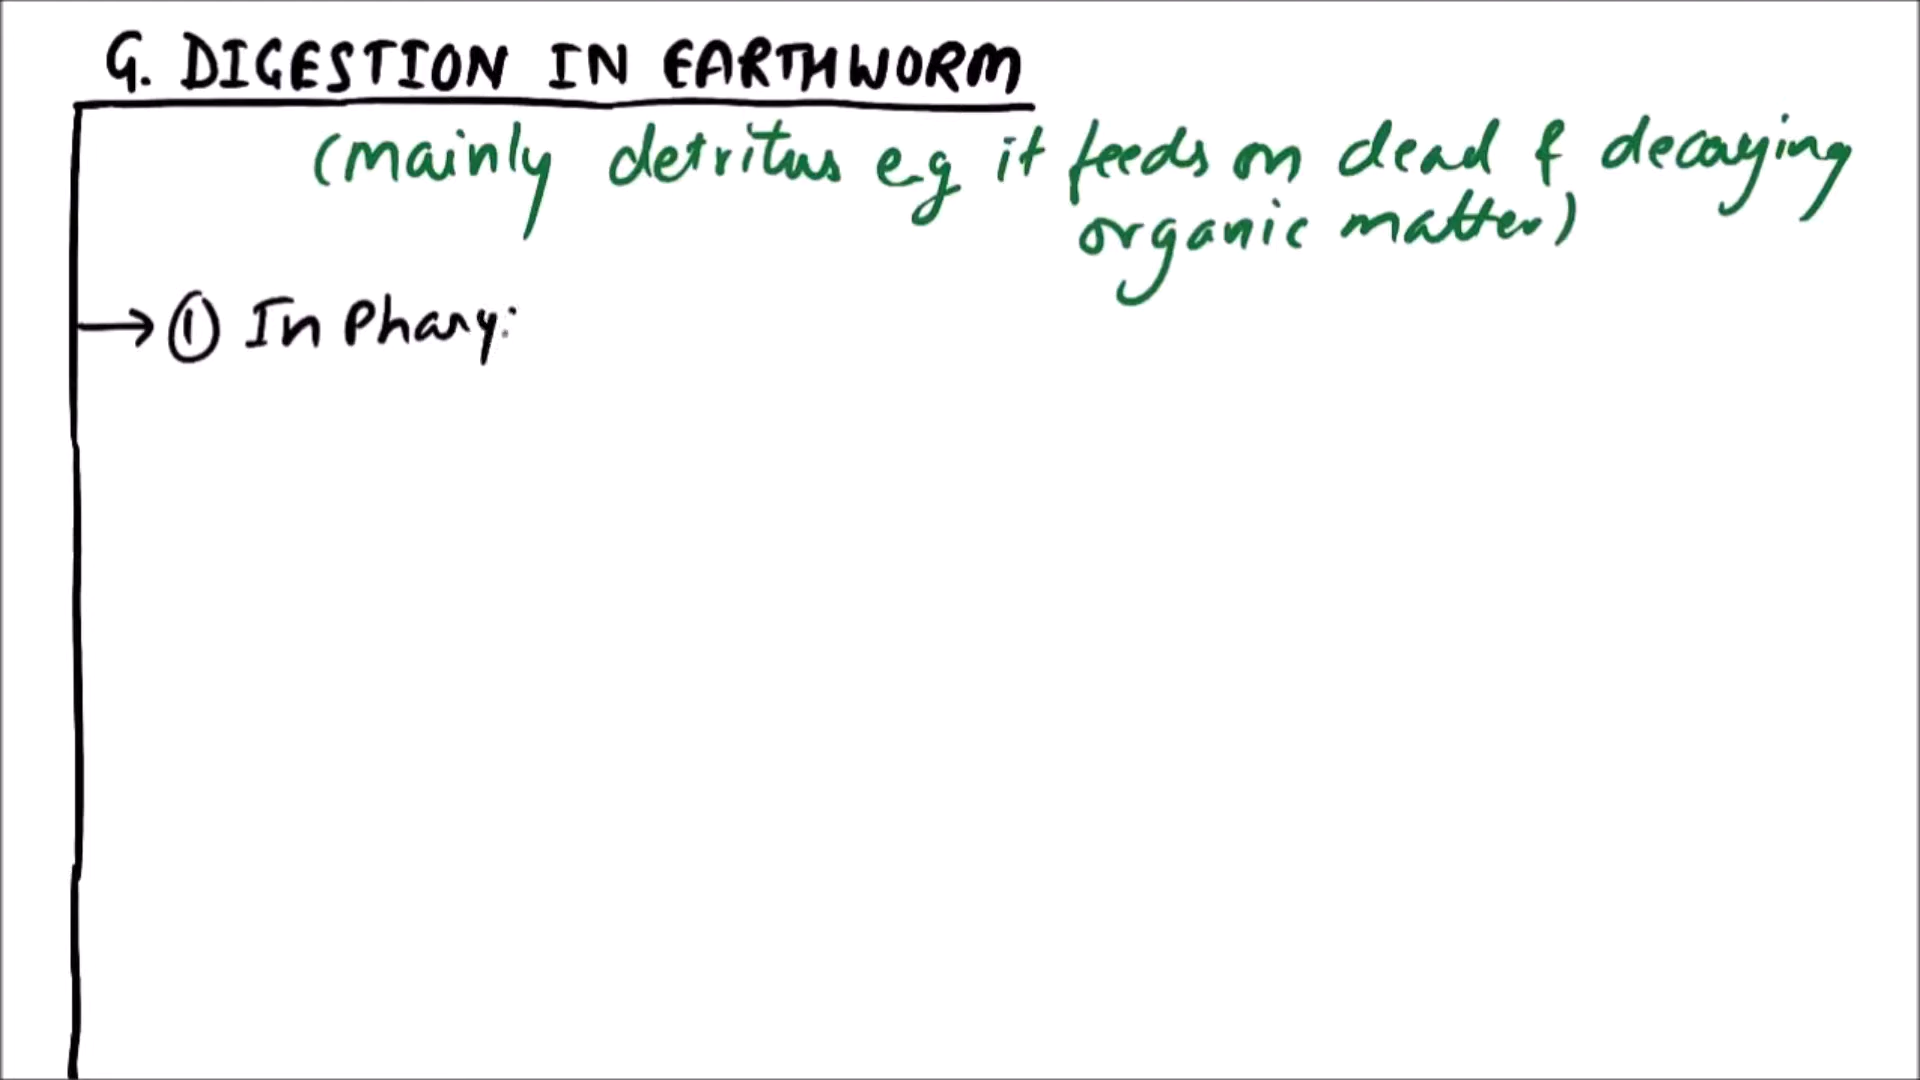 G. DIGESTION IN EARTHWORM
(mainly detritus e.g it feeds on dead & decaying
organic matter)
→ ① In Phary: